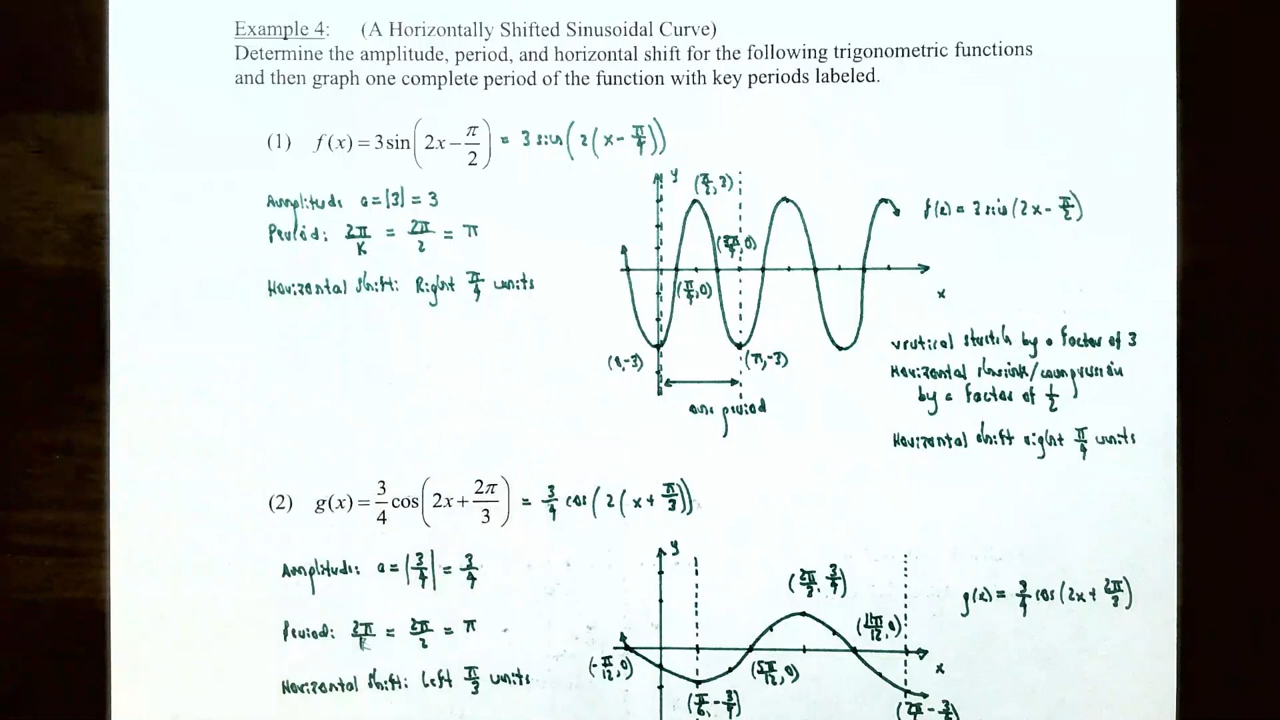 Example 4: (A Horizontally Shifted Sinusoidal Curve)
Determine the amplitude, period, and horizontal shift for the following trigonometric functions
and then graph one complete period of the function with key periods labeled.
(1) f(x) = 3sin(2x − π/2) = 3 sin(2(x − π/4))
Amplitude: a = |3| = 3
Period: 2π/K = 2π/2 = π
Horizontal shift: Right π/4 units
y
(π/2, 3)
f(x) = 3 sin(2x − π/2)
(3π/4, 0)
(π/4, 0)
x
(0, −3)
(π, −3)
one period
vertical stretch by a factor of 3
Horizontal shrink/compression
by a factor of 1/2
Horizontal shift right π/4 units
(2) g(x) = 3/4 cos(2x + 2π/3) = 3/4 cos(2(x + π/3))
Amplitude: a = |3/4| = 3/4
Period: 2π/K = 2π/2 = π
Horizontal shift: Left π/3 units
y
(2π/3, 3/4)
g(x) = 3/4 cos(2x + 2π/3)
(11π/12, 0)
(−π/12, 0)
(5π/12, 0)
x
(π/6, −3/4)